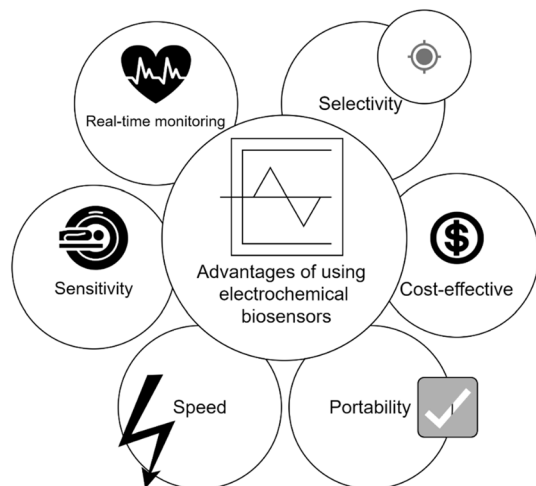 Real-time monitoring
Selectivity
Sensitivity
Advantages of using
electrochemical
biosensors
Cost-effective
$
Speed
Portability